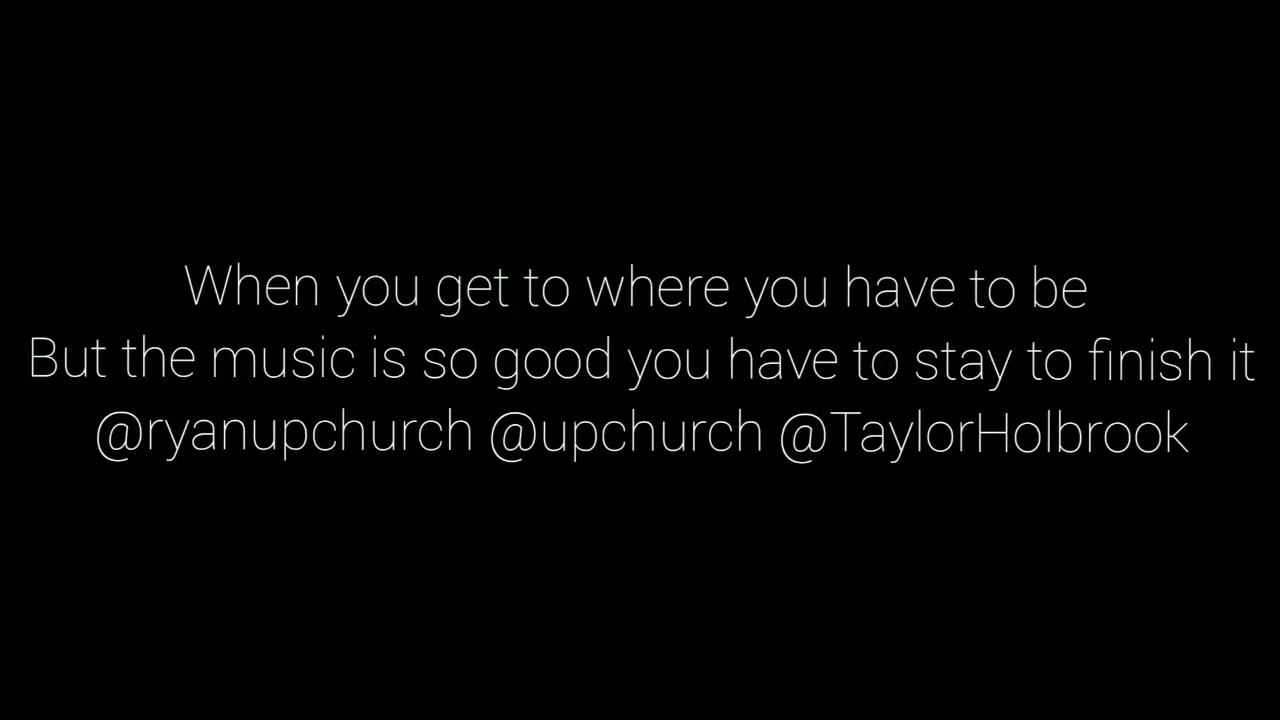 When you get to where you have to be
But the music is so good you have to stay to finish it
@ryanupchurch @upchurch @TaylorHolbrook